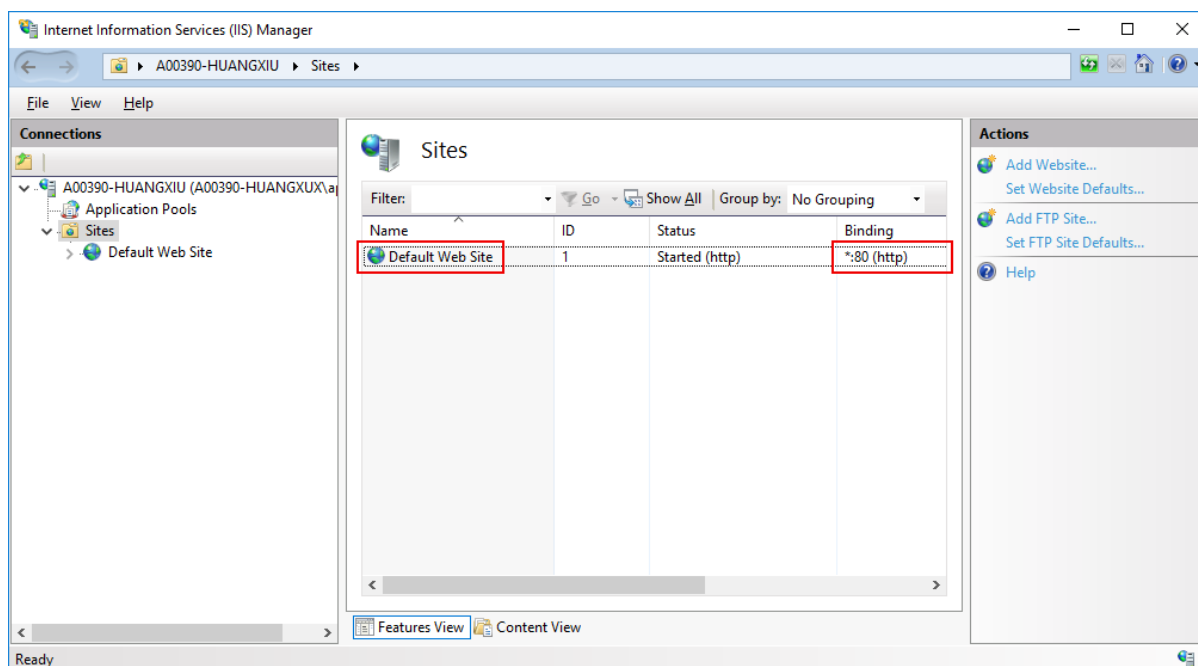 Internet Information Services (IIS) Manager
A00390-HUANGXIU Sites
File View Help
Connections
A00390-HUANGXIU (A00390-HUANGXUX\a
Application Pools
Sites
Default Web Site
Sites
Filter: Go Show All Group by: No Grouping
Name ID Status Binding
Default Web Site 1 Started (http) *:80 (http)
Features View Content View
Actions
Add Website...
Set Website Defaults...
Add FTP Site...
Set FTP Site Defaults...
Help
Ready